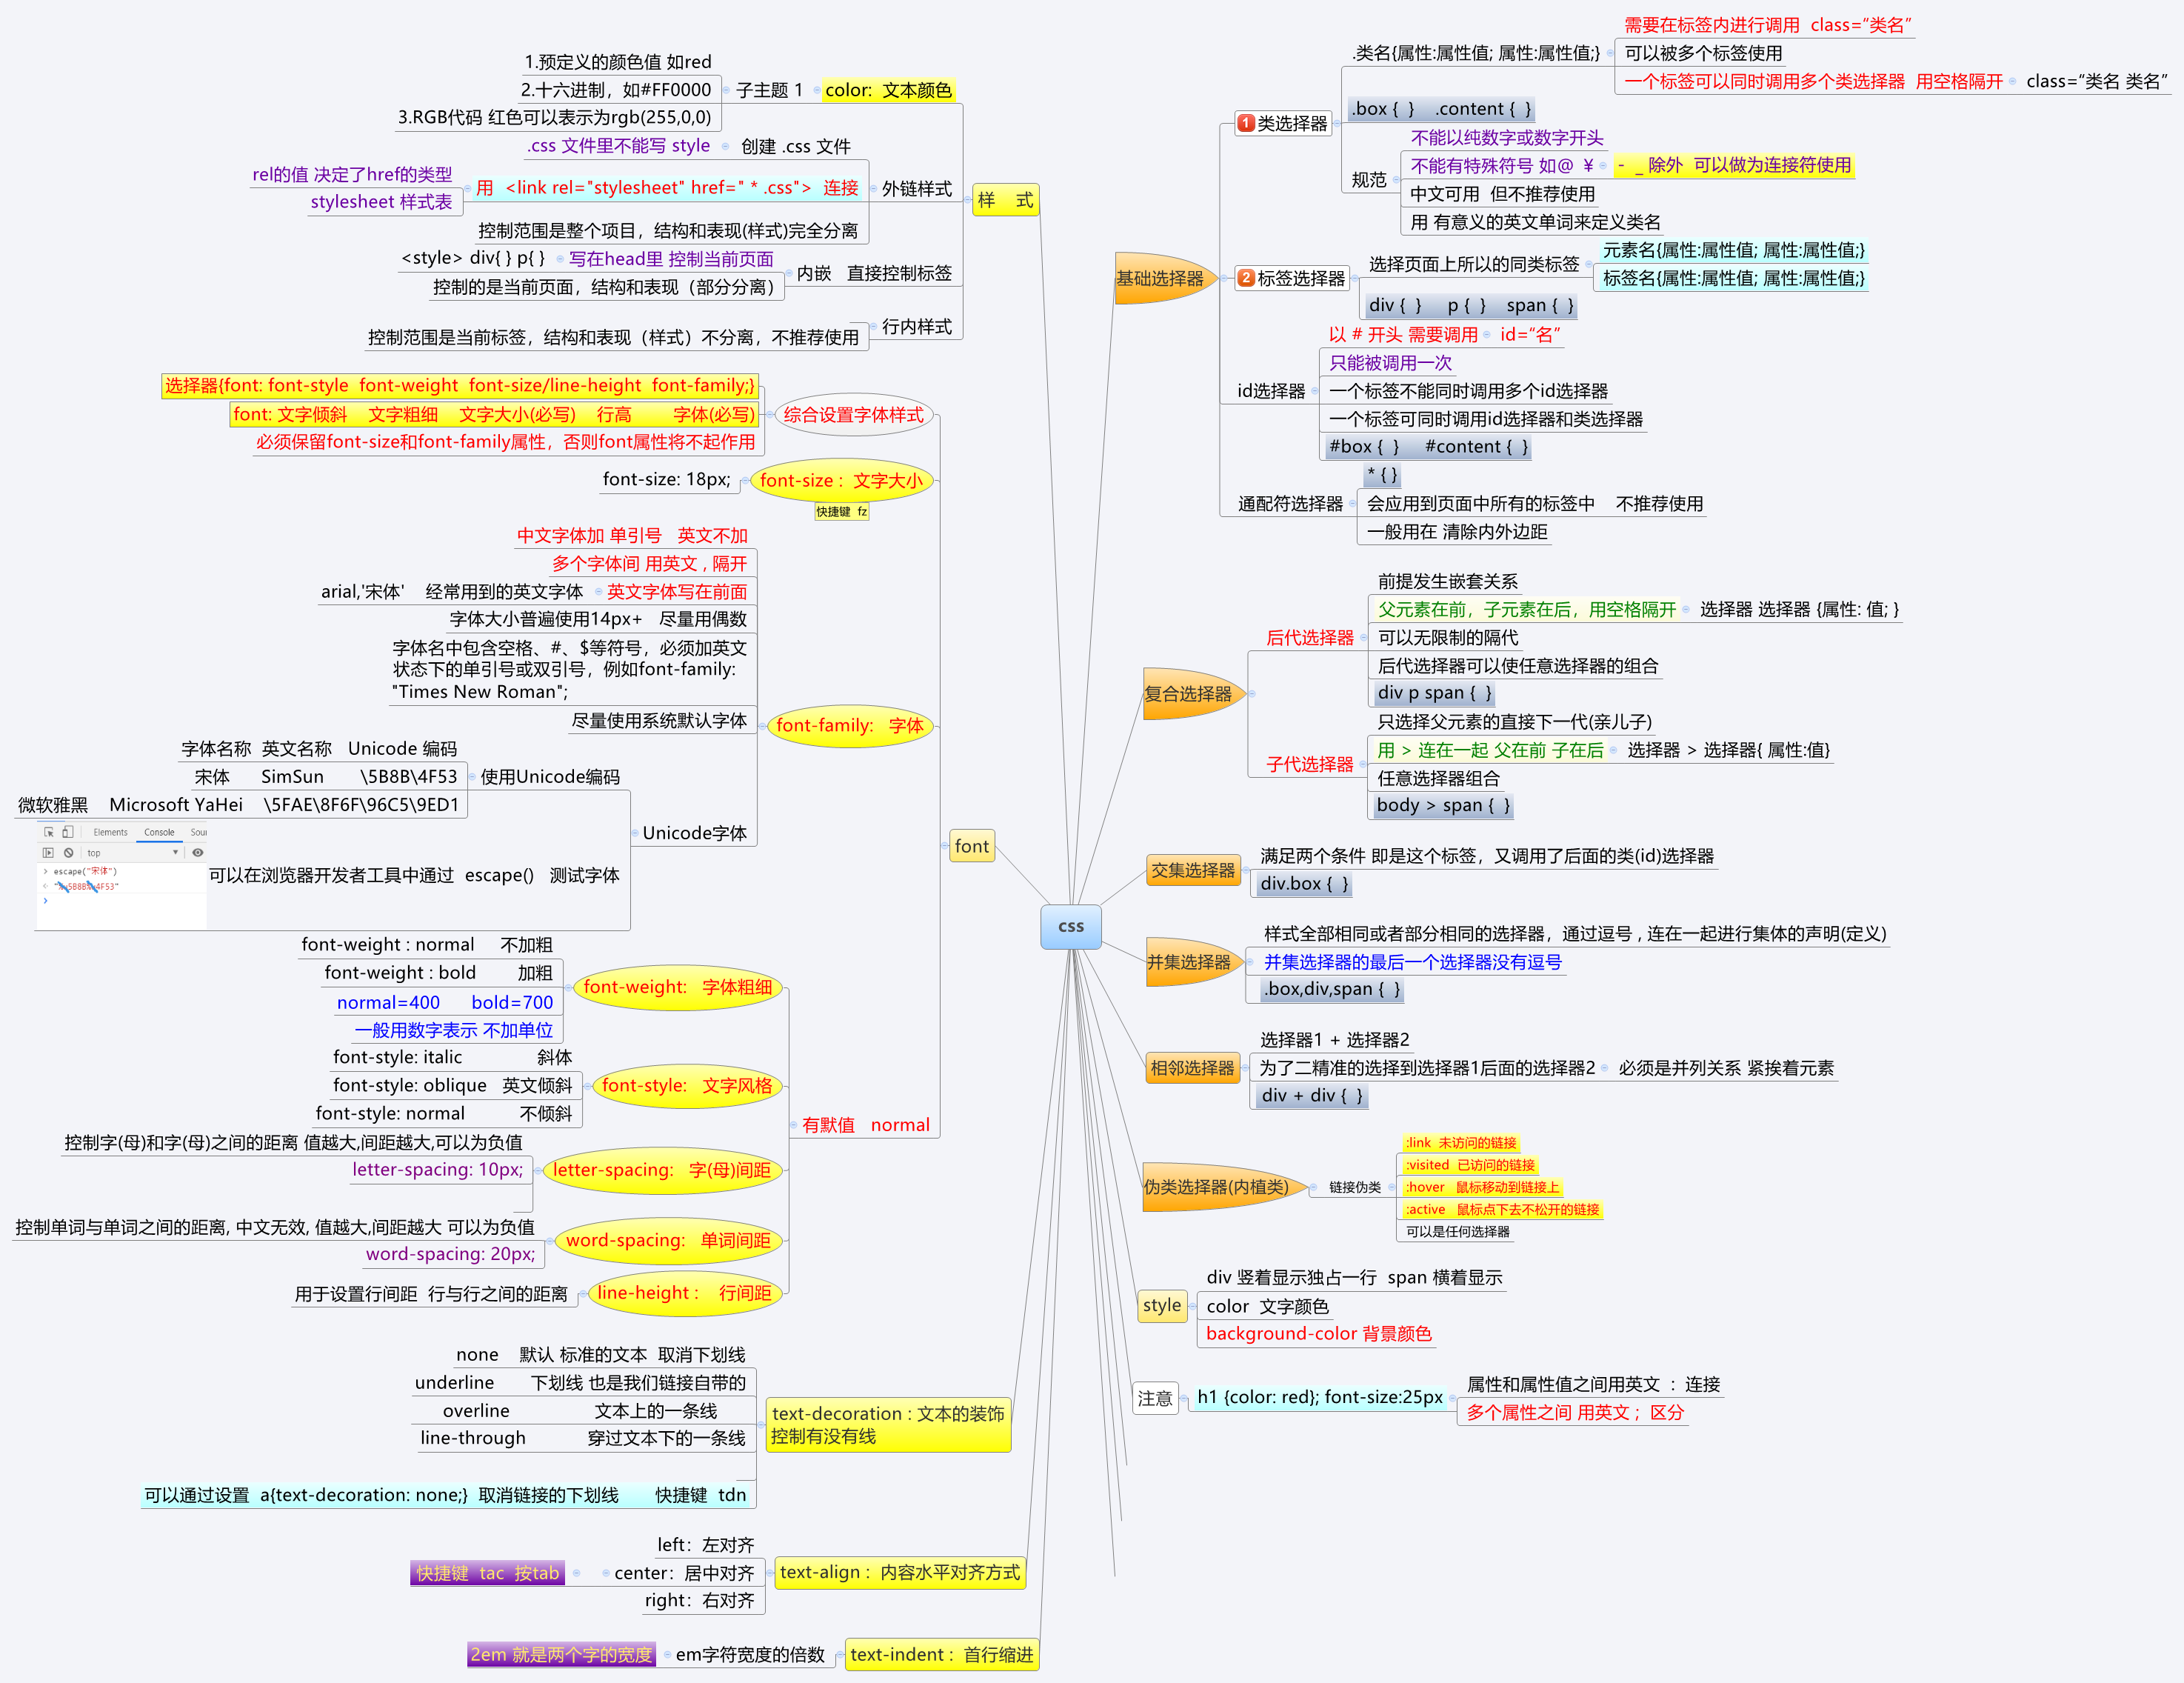 css
样 式
color: 文本颜色
子主题 1
1.预定义的颜色值 如red
2.十六进制，如#FF0000
3.RGB代码 红色可以表示为rgb(255,0,0)
外链样式
创建 .css 文件
.css 文件里不能写 style
用 <link rel="stylesheet" href=" * .css"> 连接
rel的值 决定了href的类型
stylesheet 样式表
控制范围是整个项目，结构和表现(样式)完全分离
内嵌 直接控制标签
<style> div{ } p{ }
写在head里 控制当前页面
控制的是当前页面，结构和表现（部分分离）
行内样式
控制范围是当前标签，结构和表现（样式）不分离，不推荐使用
font
综合设置字体样式
选择器{font: font-style font-weight font-size/line-height font-family;}
font: 文字倾斜 文字粗细 文字大小(必写) 行高 字体(必写)
必须保留font-size和font-family属性，否则font属性将不起作用
font-size : 文字大小
快捷键 fz
font-size: 18px;
font-family: 字体
中文字体加 单引号 英文不加
多个字体间 用英文 , 隔开
英文字体写在前面
arial,'宋体' 经常用到的英文字体
字体大小普遍使用14px+ 尽量用偶数
字体名中包含空格、#、$等符号，必须加英文
状态下的单引号或双引号，例如font-family:
"Times New Roman";
尽量使用系统默认字体
Unicode字体
使用Unicode编码
字体名称 英文名称 Unicode 编码
宋体 SimSun \5B8B\4F53
微软雅黑 Microsoft YaHei \5FAE\8F6F\96C5\9ED1
Elements Console Sour
top
escape("宋体")
"%u5B8B%u4F53"
可以在浏览器开发者工具中通过 escape() 测试字体
有默值 normal
font-weight: 字体粗细
font-weight : normal 不加粗
font-weight : bold 加粗
normal=400 bold=700
一般用数字表示 不加单位
font-style: 文字风格
font-style: italic 斜体
font-style: oblique 英文倾斜
font-style: normal 不倾斜
letter-spacing: 字(母)间距
控制字(母)和字(母)之间的距离 值越大,间距越大,可以为负值
letter-spacing: 10px;
word-spacing: 单词间距
控制单词与单词之间的距离, 中文无效, 值越大,间距越大 可以为负值
word-spacing: 20px;
line-height : 行间距
用于设置行间距 行与行之间的距离
text-decoration : 文本的装饰
控制有没有线
none 默认 标准的文本 取消下划线
underline 下划线 也是我们链接自带的
overline 文本上的一条线
line-through 穿过文本下的一条线
可以通过设置 a{text-decoration: none;} 取消链接的下划线 快捷键 tdn
text-align : 内容水平对齐方式
left：左对齐
center：居中对齐
快捷键 tac 按tab
right：右对齐
text-indent : 首行缩进
em字符宽度的倍数
2em 就是两个字的宽度
基础选择器
1 类选择器
.类名{属性:属性值; 属性:属性值;}
需要在标签内进行调用 class=“类名”
可以被多个标签使用
一个标签可以同时调用多个类选择器 用空格隔开
class=“类名 类名”
.box { } .content { }
规范
不能以纯数字或数字开头
不能有特殊符号 如@ ￥
- _ 除外 可以做为连接符使用
中文可用 但不推荐使用
用 有意义的英文单词来定义类名
2 标签选择器
选择页面上所以的同类标签
元素名{属性:属性值; 属性:属性值;}
标签名{属性:属性值; 属性:属性值;}
div { } p { } span { }
id选择器
以 # 开头 需要调用
id=“名”
只能被调用一次
一个标签不能同时调用多个id选择器
一个标签可同时调用id选择器和类选择器
#box { } #content { }
通配符选择器
* { }
会应用到页面中所有的标签中 不推荐使用
一般用在 清除内外边距
复合选择器
后代选择器
前提发生嵌套关系
父元素在前，子元素在后，用空格隔开
选择器 选择器 {属性: 值; }
可以无限制的隔代
后代选择器可以使任意选择器的组合
div p span { }
子代选择器
只选择父元素的直接下一代(亲儿子)
用 > 连在一起 父在前 子在后
选择器 > 选择器{ 属性:值}
任意选择器组合
body > span { }
交集选择器
满足两个条件 即是这个标签，又调用了后面的类(id)选择器
div.box { }
并集选择器
样式全部相同或者部分相同的选择器，通过逗号 , 连在一起进行集体的声明(定义)
并集选择器的最后一个选择器没有逗号
.box,div,span { }
相邻选择器
选择器1 + 选择器2
为了二精准的选择到选择器1后面的选择器2
必须是并列关系 紧挨着元素
div + div { }
伪类选择器(内植类)
链接伪类
:link 未访问的链接
:visited 已访问的链接
:hover 鼠标移动到链接上
:active 鼠标点下去不松开的链接
可以是任何选择器
style
div 竖着显示独占一行 span 横着显示
color 文字颜色
background-color 背景颜色
注意
h1 {color: red}; font-size:25px
属性和属性值之间用英文 : 连接
多个属性之间 用英文 ; 区分